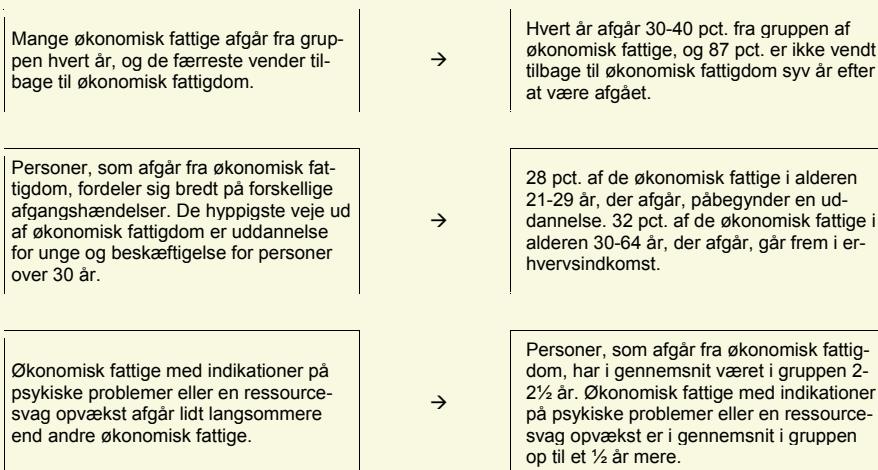 Mange økonomisk fattige afgår fra grup-
pen hvert år, og de færreste vender til-
bage til økonomisk fattigdom.
→
Hvert år afgår 30-40 pct. fra gruppen af
økonomisk fattige, og 87 pct. er ikke vendt
tilbage til økonomisk fattigdom syv år efter
at være afgået.
Personer, som afgår fra økonomisk fat-
tigdom, fordeler sig bredt på forskellige
afgangshændelser. De hyppigste veje ud
af økonomisk fattigdom er uddannelse
for unge og beskæftigelse for personer
over 30 år.
→
28 pct. af de økonomisk fattige i alderen
21-29 år, der afgår, påbegynder en ud-
dannelse. 32 pct. af de økonomisk fattige i
alderen 30-64 år, der afgår, går frem i er-
hvervsindkomst.
Økonomisk fattige med indikationer på
psykiske problemer eller en ressource-
svag opvækst afgår lidt langsommere
end andre økonomisk fattige.
→
Personer, som afgår fra økonomisk fattig-
dom, har i gennemsnit været i gruppen 2-
2½ år. Økonomisk fattige med indikationer
på psykiske problemer eller en ressource-
svag opvækst er i gennemsnit i gruppen
op til et ½ år mere.